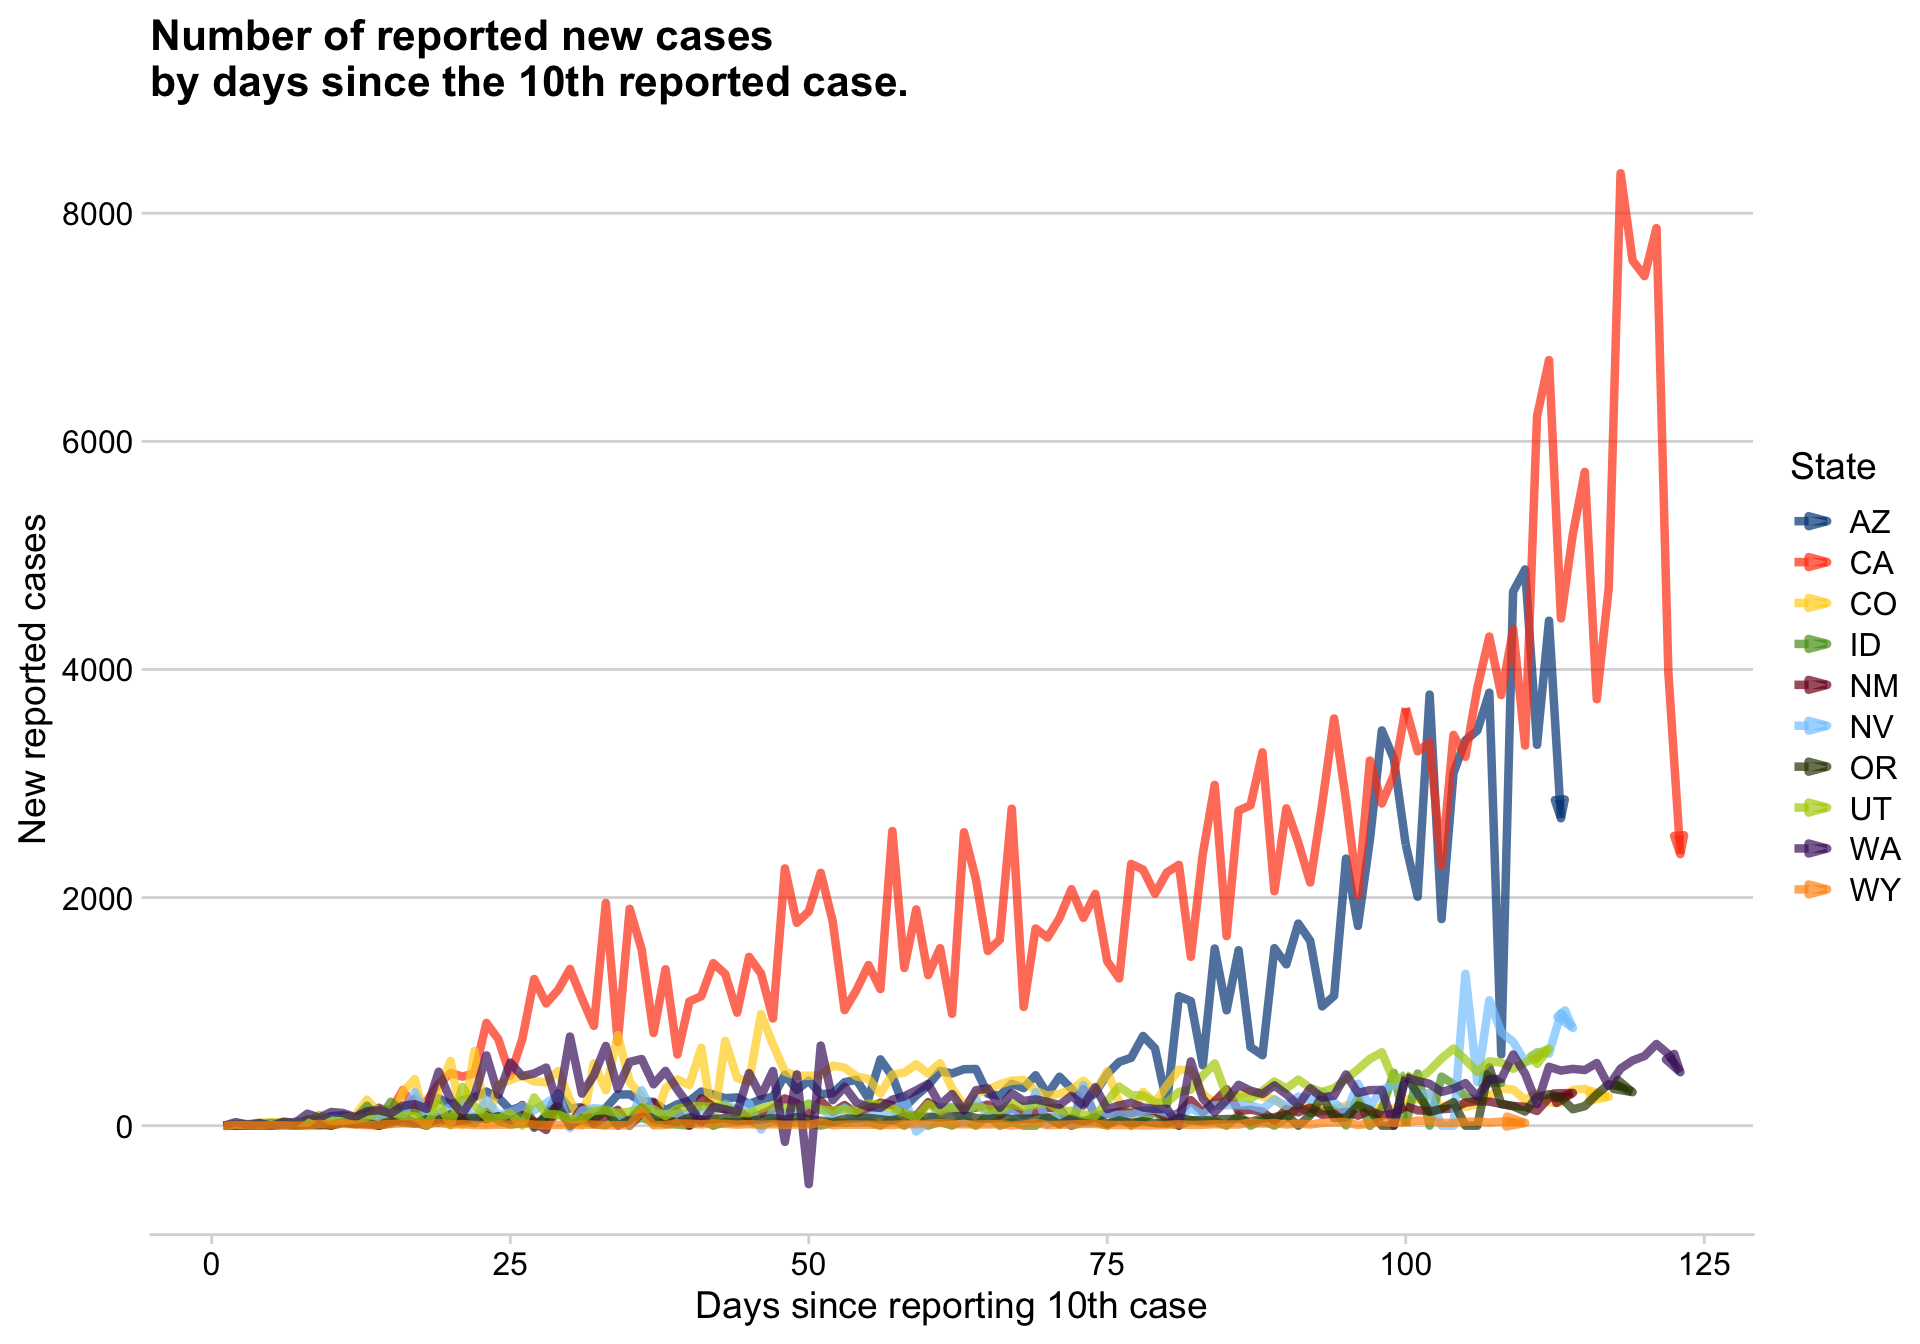 Number of reported new cases
by days since the 10th reported case.
8000
6000
4000
2000
0
New reported cases
0 25 50 75 100 125
Days since reporting 10th case
State
AZ
CA
CO
ID
NM
NV
OR
UT
WA
WY